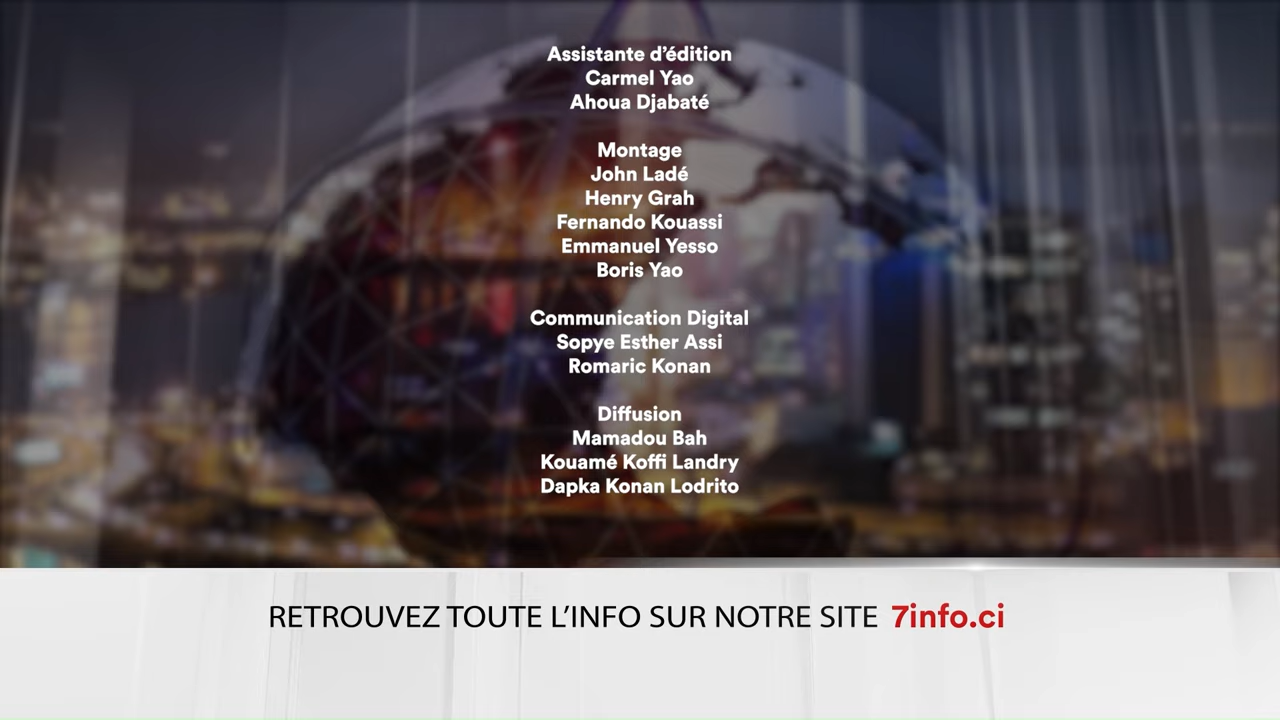 Assistante d'édition
Carmel Yao
Ahoua Djabaté
Montage
John Ladé
Henry Grah
Fernando Kouassi
Emmanuel Yesso
Boris Yao
Communication Digital
Sopye Esther Assi
Romaric Konan
Diffusion
Mamadou Bah
Kouamé Koffi Landry
Dapka Konan Lodrito
RETROUVEZ TOUTE L'INFO SUR NOTRE SITE 7info.ci